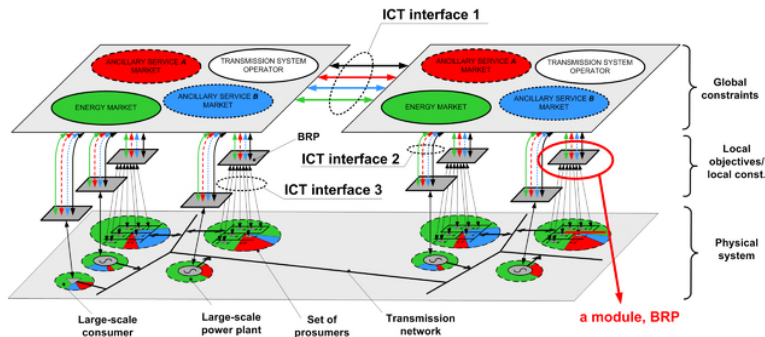 ICT interface 1
ANCILLARY SERVICE A
MARKET
TRANSMISSION SYSTEM
OPERATOR
ENERGY MARKET
ANCILLARY SERVICE B
MARKET
ANCILLARY SERVICE A
MARKET
TRANSMISSION SYSTEM
OPERATOR
ENERGY MARKET
ANCILLARY SERVICE B
MARKET
Global
constraints
BRP
ICT interface 2
ICT interface 3
Local
objectives/
local const.
Physical
system
Large-scale
consumer
Large-scale
power plant
Set of
prosumers
Transmission
network
a module, BRP